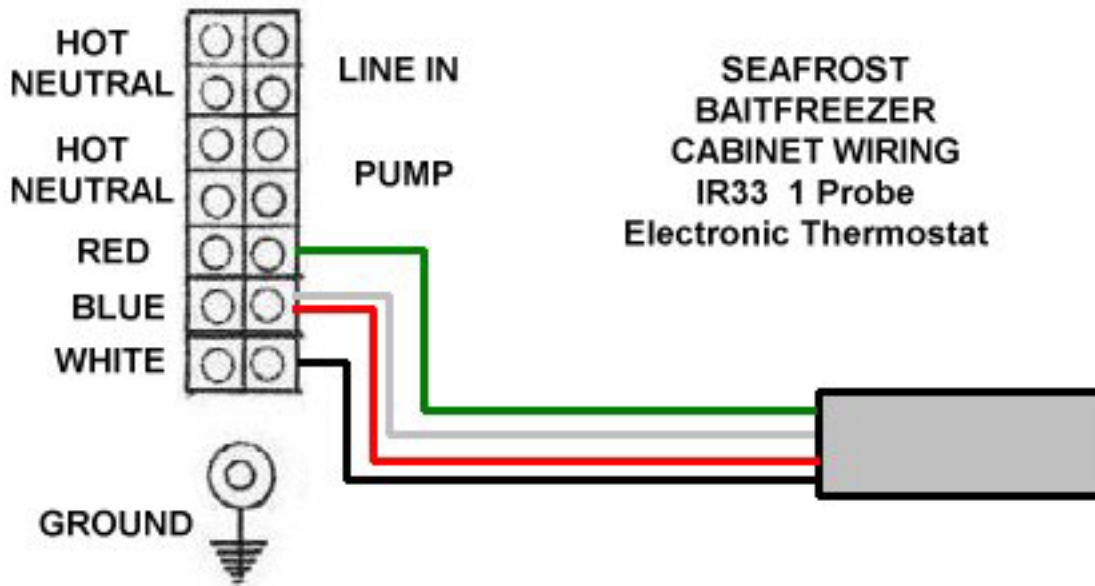 HOT
NEUTRAL
LINE IN
HOT
NEUTRAL
PUMP
RED
BLUE
WHITE
GROUND
SEAFROST
BAITFREEZER
CABINET WIRING
IR33 1 Probe
Electronic Thermostat